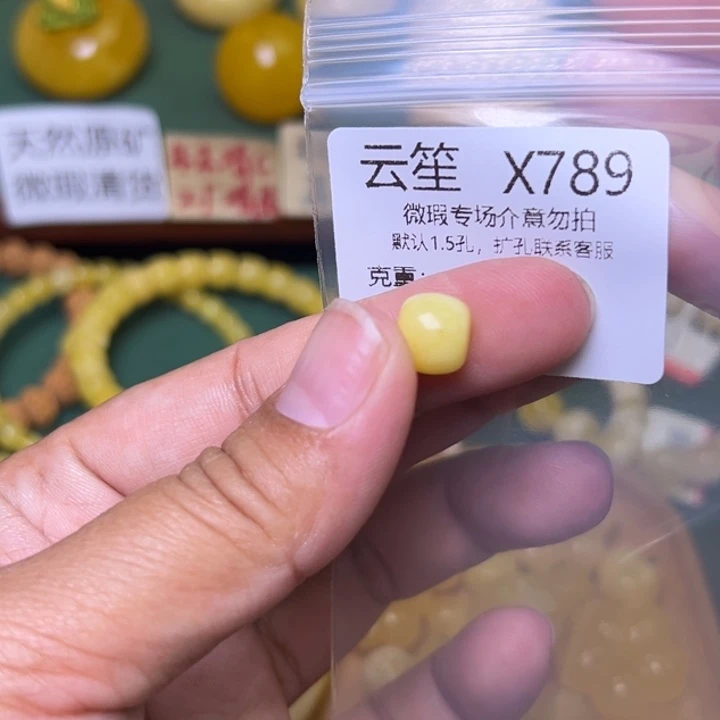 云笙 X789
微瑕专场介意勿拍
默认1.5孔，扩孔联系客服
克重：
天然原矿
微瑕清货